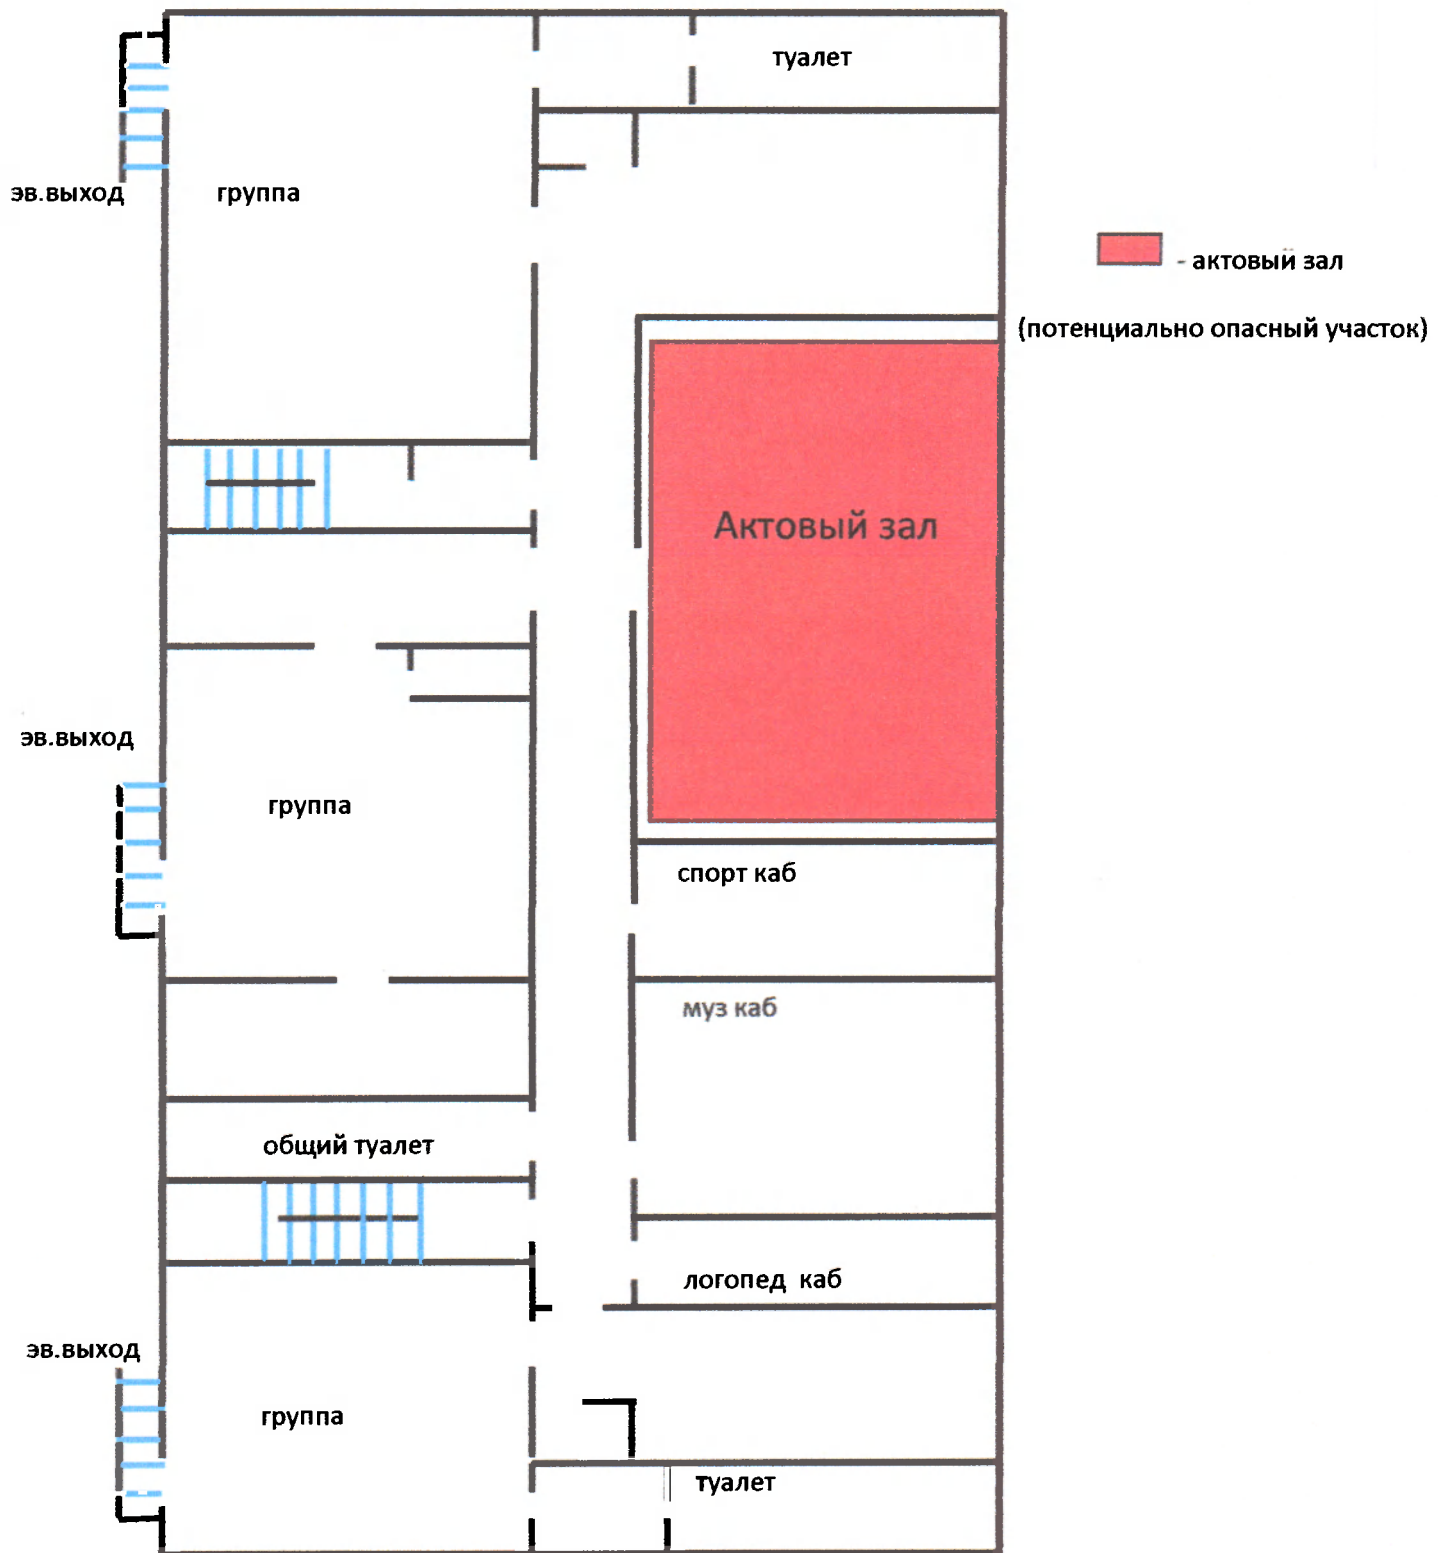 туалет
эв.выход
группа
- актовый зал
(потенциально опасный участок)
Актовый зал
эв.выход
группа
спорт каб
муз каб
общий туалет
логопед каб
эв.выход
группа
туалет